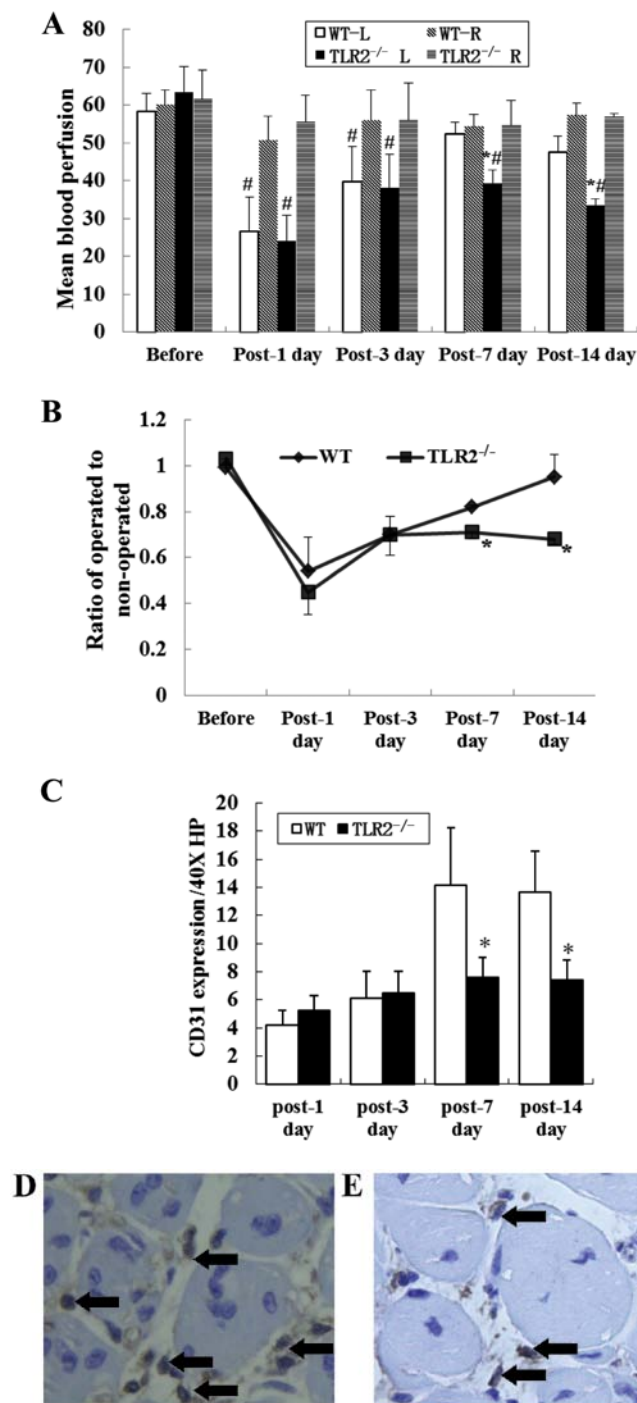 A
WT-L WT-R
TLR2-/- L TLR2-/- R
Mean blood perfusion
80
70
60
50
40
30
20
10
0
# # # # *# *#
Before Post-1 day Post-3 day Post-7 day Post-14 day
B
WT TLR2-/-
Ratio of operated to
non-operated
1.2
1
0.8
0.6
0.4
0.2
0
* *
Before Post-1 day Post-3 day Post-7 day Post-14 day
C
WT TLR2-/-
CD31 expression/40X HP
20
18
16
14
12
10
8
6
4
2
0
* *
post-1 day post-3 day post-7 day post-14 day
D E